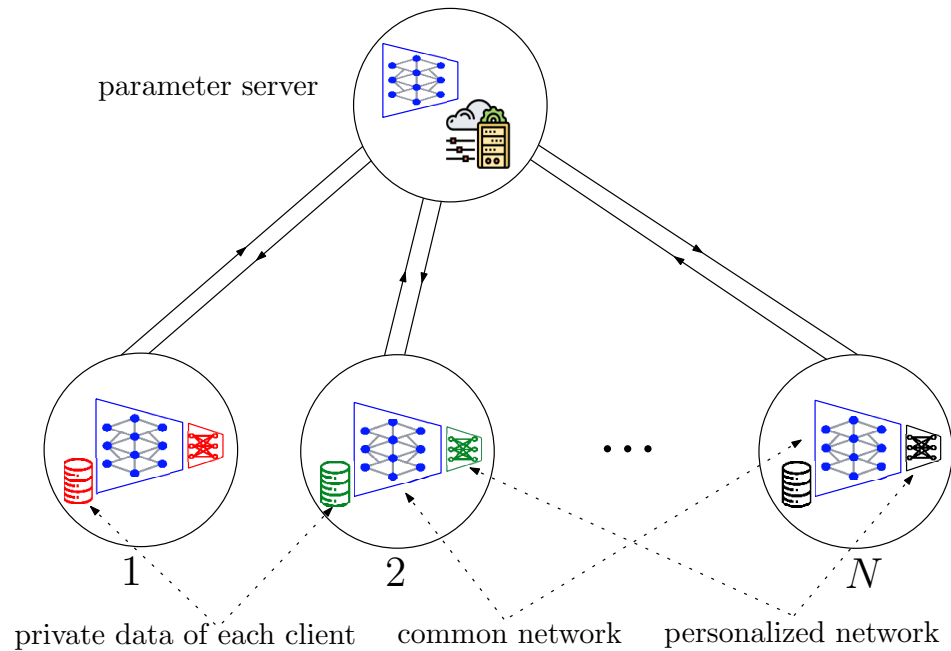 parameter server
1
2
N
private data of each client
common network
personalized network